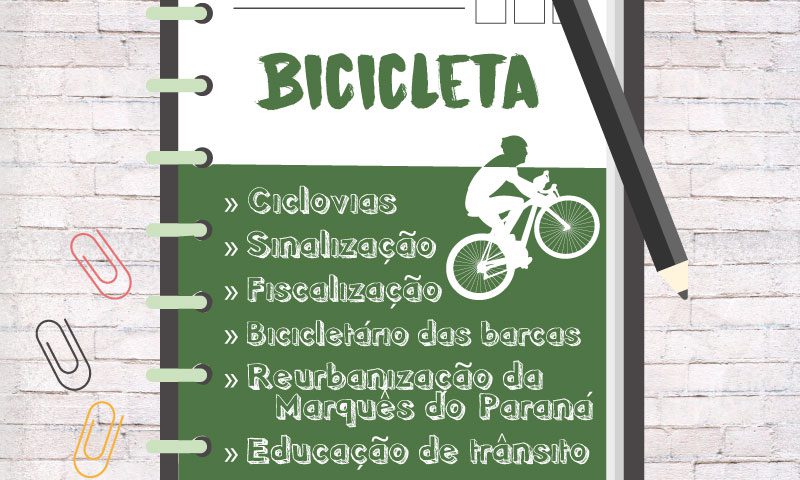 BICICLETA
» Ciclovias
» Sinalização
» Fiscalização
» Bicicletário das barcas
» Reurbanização da
Marquês do Paraná
» Educação de trânsito